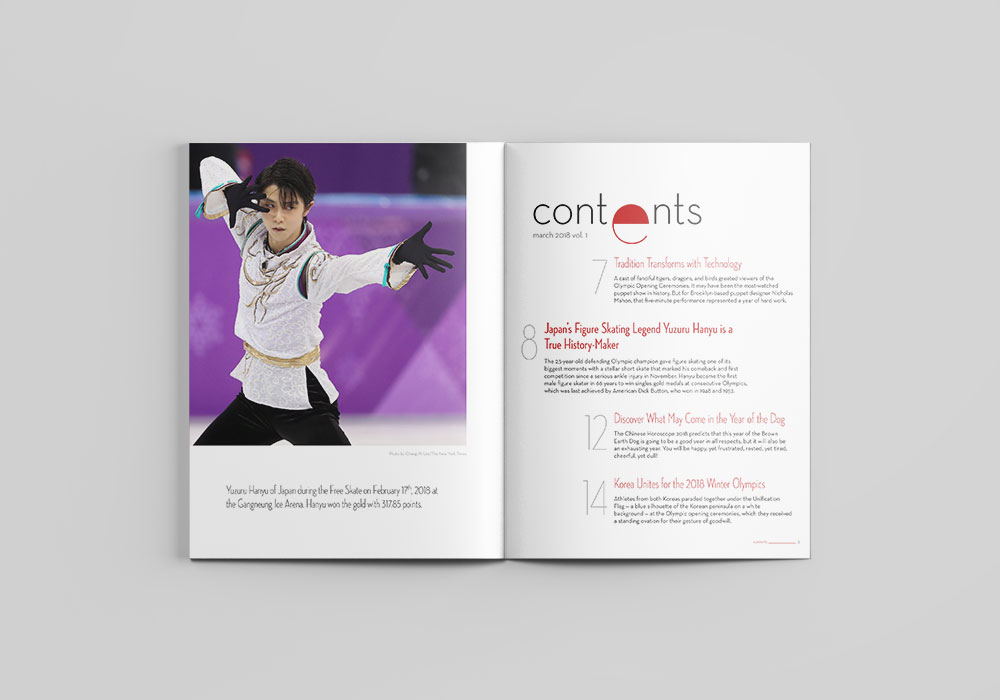 Photo by Chang W. Lee/The New York Times
Yuzuru Hanyu of Japan during the Free Skate on February 17th, 2018 at
the Gangneung Ice Arena. Hanyu won the gold with 317.85 points.
contents
march 2018 vol. 1
7
Tradition Transforms with Technology
A cast of fanciful tigers, dragons, and birds greeted viewers of the
Olympic Opening Ceremonies. It may have been the most-watched
puppet show in history. But for Brooklyn-based puppet designer Nicholas
Mahon, that five-minute performance represented a year of hard work.
8
Japan's Figure Skating Legend Yuzuru Hanyu is a
True History-Maker
The 23-year-old defending Olympic champion gave figure skating one of its
biggest moments with a stellar short skate that marked his comeback and first
competition since a serious ankle injury in November. Hanyu became the first
male figure skater in 66 years to win singles gold medals at consecutive Olympics,
which was last achieved by American Dick Button, who won in 1948 and 1952.
12
Discover What May Come in the Year of the Dog
The Chinese Horoscope 2018 predicts that this year of the Brown
Earth Dog is going to be a good year in all respects, but it will also be
an exhausting year. You will be happy, yet frustrated, rested, yet tired,
cheerful, yet dull!
14
Korea Unites for the 2018 Winter Olympics
Athletes from both Koreas paraded together under the Unification
Flag – a blue silhouette of the Korean peninsula on a white
background – at the Olympic opening ceremonies, which they received
a standing ovation for their gesture of goodwill.
contents